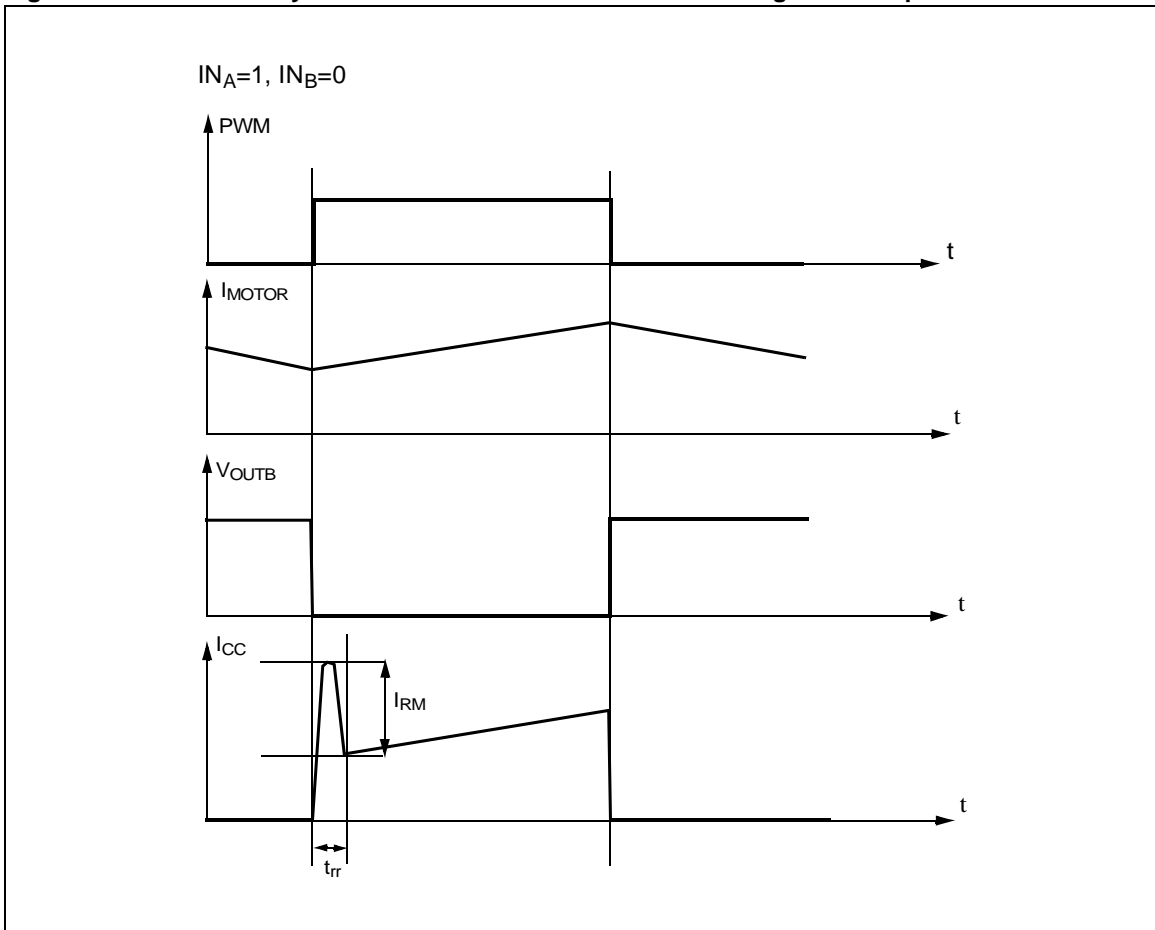 IN_A=1, IN_B=0
PWM
t
I_MOTOR
t
V_OUTB
t
I_CC
I_RM
t
t_rr